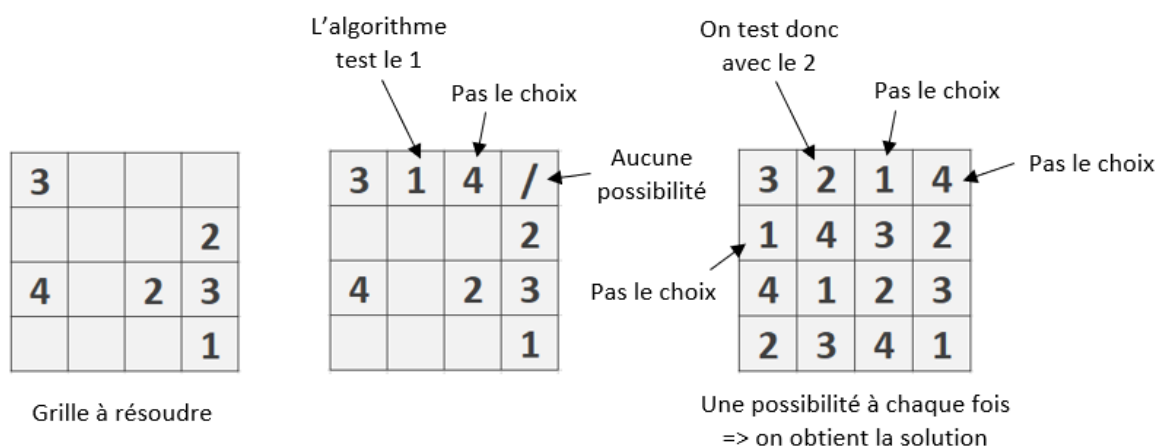 L'algorithme
test le 1
Pas le choix
Aucune
possibilité
On test donc
avec le 2
Pas le choix
Pas le choix
Pas le choix
3
2
4 2 3
1
Grille à résoudre
3 1 4 /
2
4 2 3
1
3 2 1 4
1 4 3 2
4 1 2 3
2 3 4 1
Une possibilité à chaque fois
=> on obtient la solution